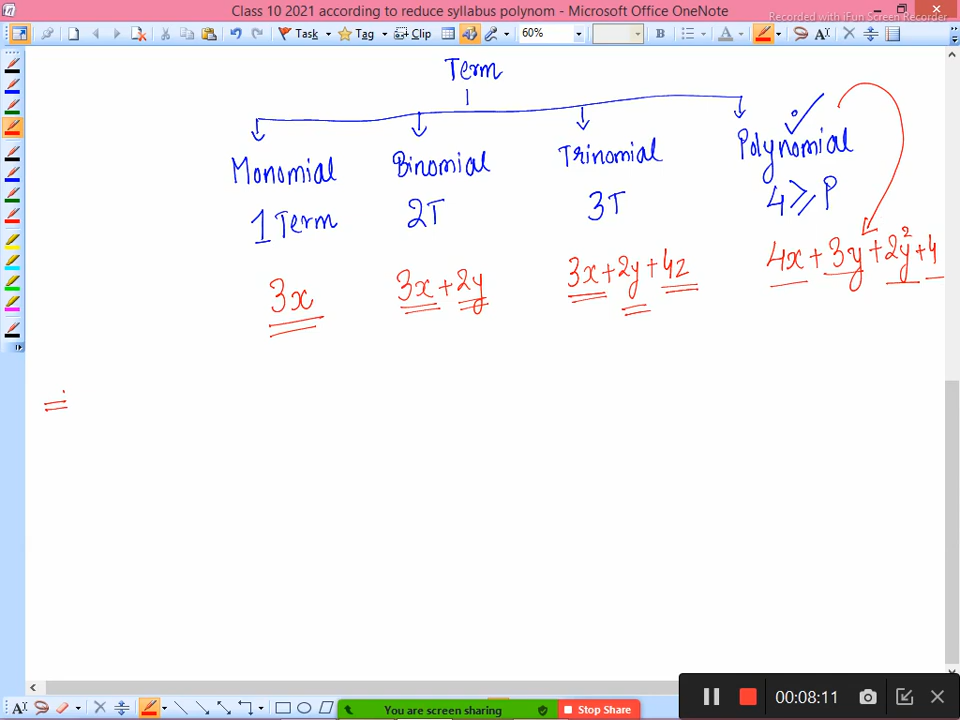 Class 10 2021 according to reduce syllabus polynom - Microsoft Office OneNote
Recorded with iFun Screen Recorder
Task Tag Clip 60% B A
Term
Monomial Binomial Trinomial Polynomial
1 Term 2T 3T 4 ≥ P
3x 3x + 2y 3x + 2y + 4z 4x + 3y + 2y² + 4
=
You are screen sharing Stop Share
00:08:11